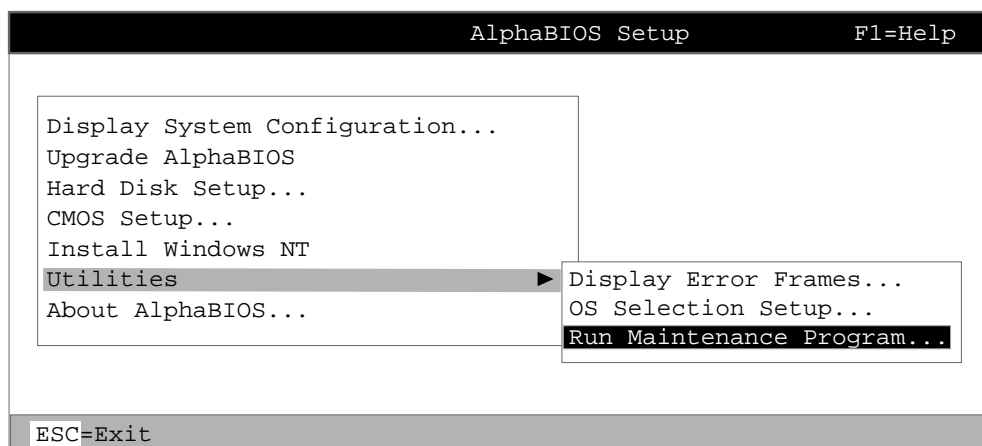 AlphaBIOS Setup F1=Help
Display System Configuration...
Upgrade AlphaBIOS
Hard Disk Setup...
CMOS Setup...
Install Windows NT
Utilities ►
About AlphaBIOS...
Display Error Frames...
OS Selection Setup...
Run Maintenance Program...
ESC=Exit